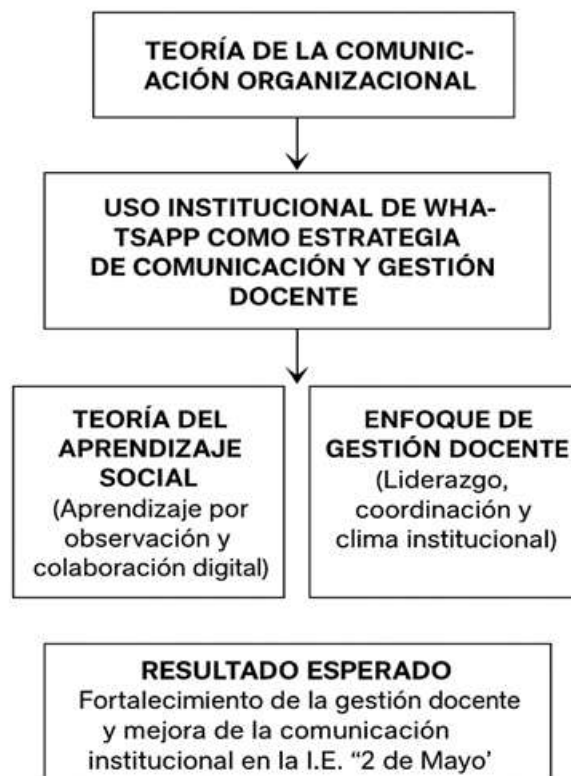 TEORÍA DE LA COMUNIC-
ACIÓN ORGANIZACIONAL
USO INSTITUCIONAL DE WHA-
TSAPP COMO ESTRATEGIA
DE COMUNICACIÓN Y GESTIÓN
DOCENTE
TEORÍA DEL
APRENDIZAJE
SOCIAL
(Aprendizaje por
observación y
colaboración digital)
ENFOQUE DE
GESTIÓN DOCENTE
(Liderazgo,
coordinación y
clima institucional)
RESULTADO ESPERADO
Fortalecimiento de la gestión docente
y mejora de la comunicación
institucional en la I.E. “2 de Mayo’